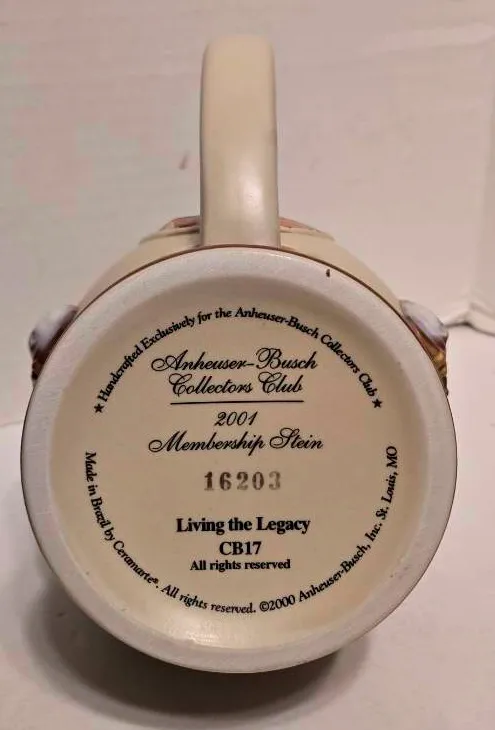 ★ Handcrafted Exclusively for the Anheuser-Busch Collectors Club ★
Anheuser-Busch
Collectors Club
2001
Membership Stein
16203
Living the Legacy
CB17
All rights reserved
Made in Brazil by Ceramarte®. All rights reserved. ©2000 Anheuser-Busch, Inc. St. Louis, MO